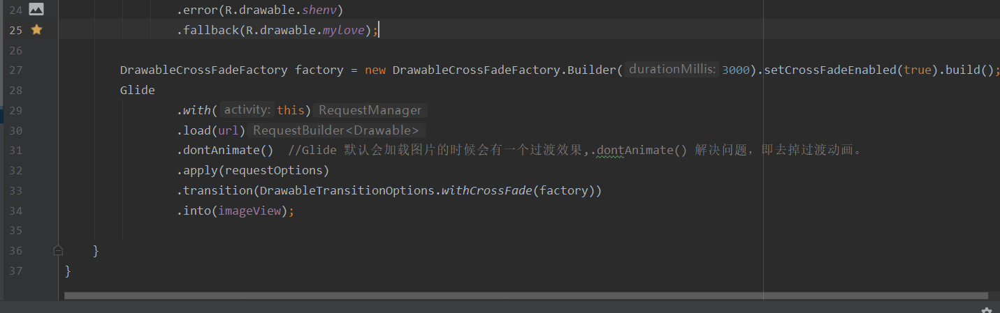 24 .error(R.drawable.shenv)
25 .fallback(R.drawable.mylove);
26
27 DrawableCrossFadeFactory factory = new DrawableCrossFadeFactory.Builder( durationMillis: 3000).setCrossFadeEnabled(true).build();
28 Glide
29 .with( activity: this) RequestManager
30 .load(url) RequestBuilder<Drawable>
31 .dontAnimate() //Glide 默认会加载图片的时候会有一个过渡效果,.dontAnimate() 解决问题，即去掉过渡动画。
32 .apply(requestOptions)
33 .transition(DrawableTransitionOptions.withCrossFade(factory))
34 .into(imageView);
35
36 }
37 }